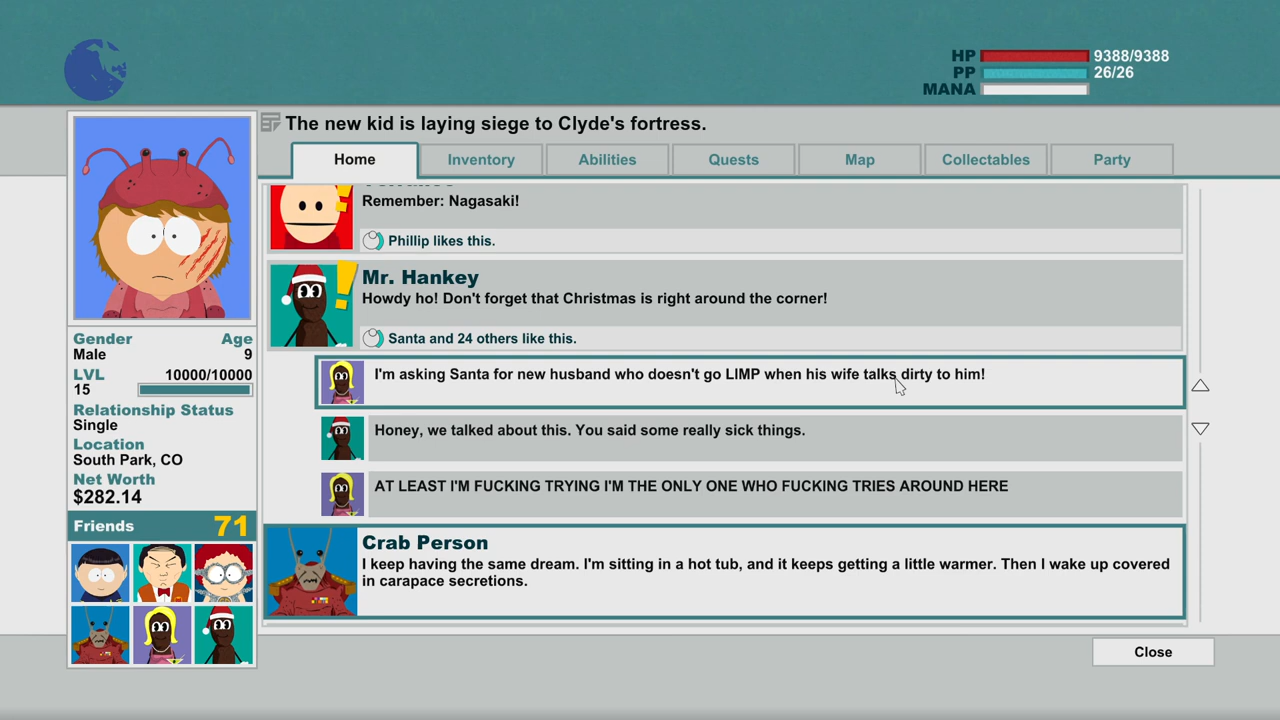 HP 9388/9388
PP 26/26
MANA
The new kid is laying siege to Clyde's fortress.
Home Inventory Abilities Quests Map Collectables Party
Remember: Nagasaki!
Phillip likes this.
Mr. Hankey
Howdy ho! Don't forget that Christmas is right around the corner!
Santa and 24 others like this.
I'm asking Santa for new husband who doesn't go LIMP when his wife talks dirty to him!
Honey, we talked about this. You said some really sick things.
AT LEAST I'M FUCKING TRYING I'M THE ONLY ONE WHO FUCKING TRIES AROUND HERE
Crab Person
I keep having the same dream. I'm sitting in a hot tub, and it keeps getting a little warmer. Then I wake up covered
in carapace secretions.
Gender Age
Male 9
LVL 10000/10000
15
Relationship Status
Single
Location
South Park, CO
Net Worth
$282.14
Friends 71
Close